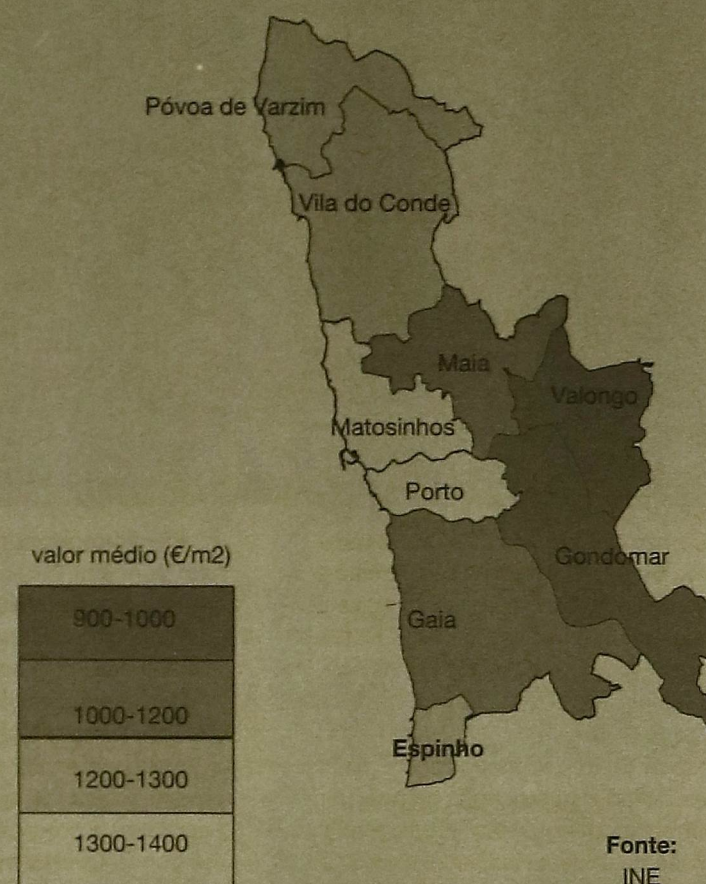 Póvoa de Varzim
Vila do Conde
Maia
Valongo
Matosinhos
Porto
Gondomar
Gaia
Espinho
valor médio (€/m2)
900-1000
1000-1200
1200-1300
1300-1400
Fonte:
INE